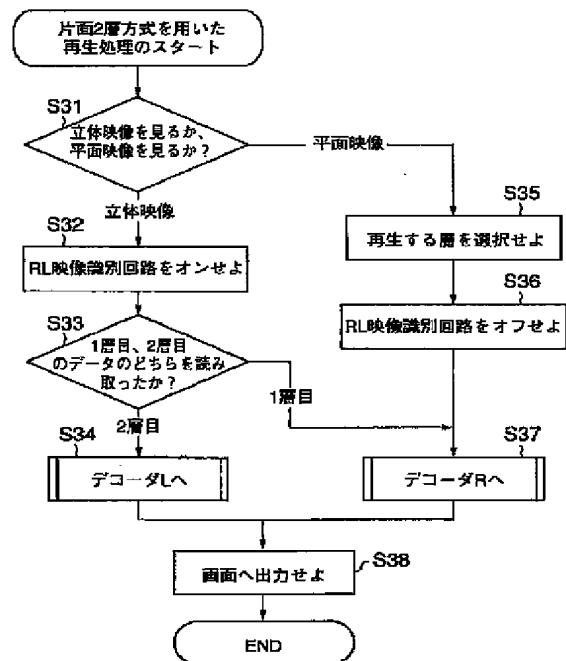 片面2層方式を用いた
再生処理のスタート
S31
立体映像を見るか、
平面映像を見るか?
平面映像
立体映像
S35
再生する層を選択せよ
S32
RL映像識別回路をオンせよ
S36
RL映像識別回路をオフせよ
S33
1層目、2層目
のデータのどちらを読み
取ったか?
1層目
2層目
S34
デコーダLへ
S37
デコーダRへ
画面へ出力せよ
S38
END